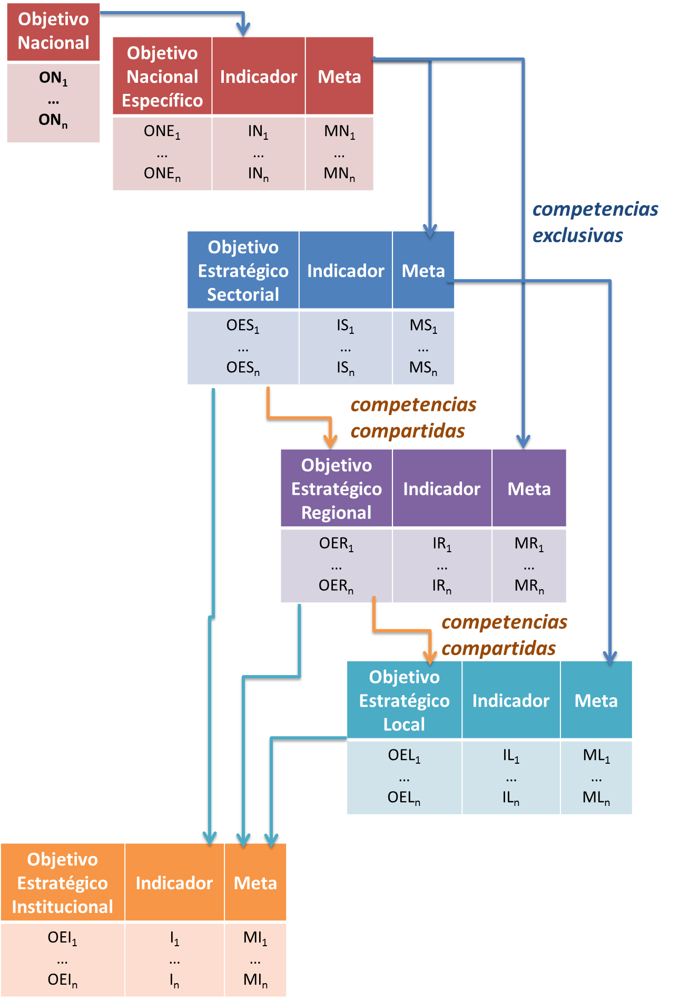 Objetivo
Nacional
ON₁
...
ONₙ
Objetivo
Nacional
Específico
Indicador
Meta
ONE₁
IN₁
MN₁
...
...
...
ONEₙ
INₙ
MNₙ
competencias
exclusivas
Objetivo
Estratégico
Sectorial
Indicador
Meta
OES₁
IS₁
MS₁
...
...
...
OESₙ
ISₙ
MSₙ
competencias
compartidas
Objetivo
Estratégico
Regional
Indicador
Meta
OER₁
IR₁
MR₁
...
...
...
OERₙ
IRₙ
MRₙ
competencias
compartidas
Objetivo
Estratégico
Local
Indicador
Meta
OEL₁
IL₁
ML₁
...
...
...
OELₙ
ILₙ
MLₙ
Objetivo
Estratégico
Institucional
Indicador
Meta
OEI₁
I₁
MI₁
...
...
...
OEIₙ
Iₙ
MIₙ